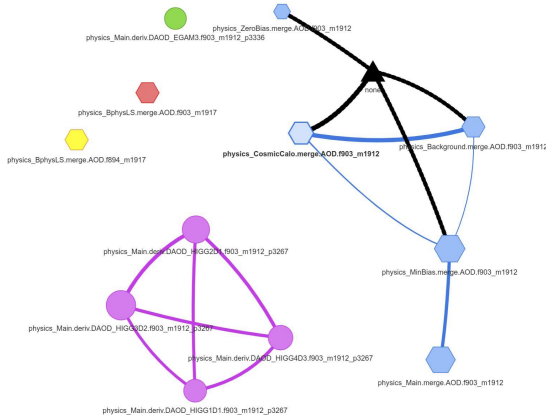 physics_ZeroBias.merge.AOD.f903_m1912
physics_Main.deriv.DAOD_EGAM3.f903_m1912_p3336
none
physics_BphysLS.merge.AOD.f903_m1917
physics_Background.merge.AOD.f903_m1912
physics_CosmicCalo.merge.AOD.f903_m1912
physics_BphysLS.merge.AOD.f894_m1917
physics_Main.deriv.DAOD_HIGG2D1.f903_m1912_p3267
physics_MinBias.merge.AOD.f903_m1912
physics_Main.deriv.DAOD_HIGG3D2.f903_m1912_p3267
physics_Main.deriv.DAOD_HIGG4D3.f903_m1912_p3267
physics_Main.merge.AOD.f903_m1912
physics_Main.deriv.DAOD_HIGG1D1.f903_m1912_p3267